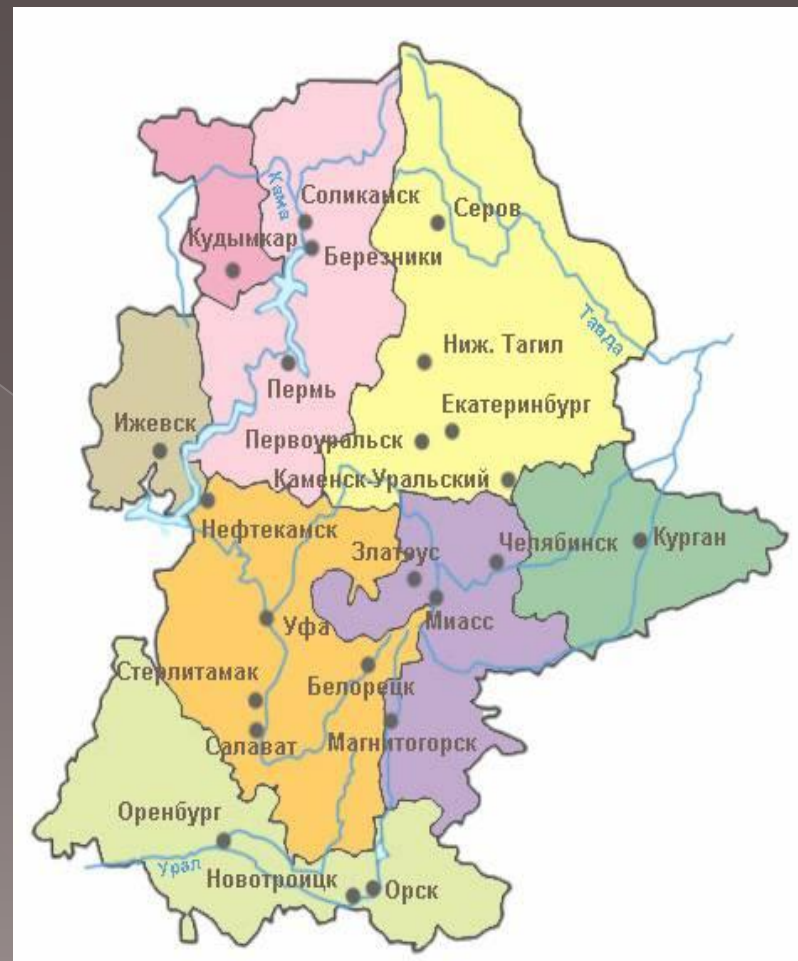 Соликамск
Кама
Серов
Кудымкар
Березники
Тавда
Ниж. Тагил
Пермь
Екатеринбург
Ижевск
Первоуральск
Каменск-Уральский
Нефтекамск
Златоус
Челябинск
Курган
Миасс
Уфа
Стерлитамак
Белорецк
Салават
Магнитогорск
Оренбург
Урал
Новотроицк
Орск